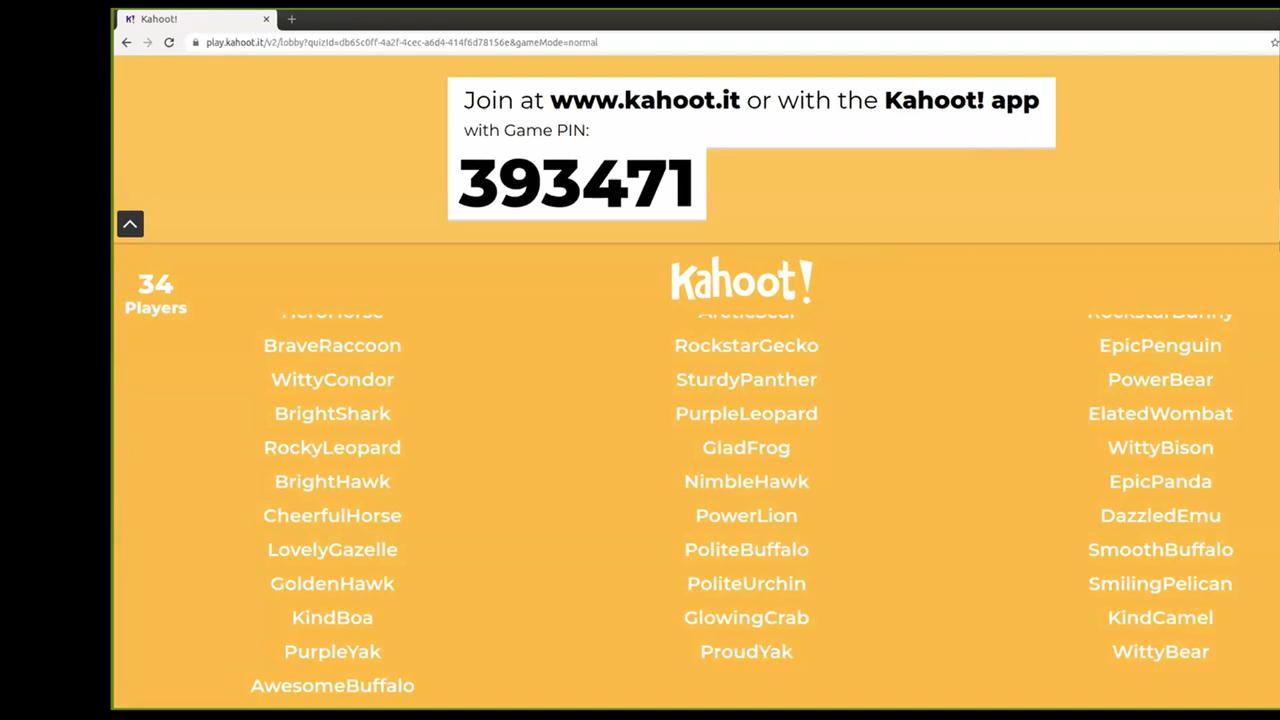 K! Kahoot!
play.kahoot.it/v2/lobby?quizId=db65c0ff-4a2f-4cec-a6d4-414f6d78156e&gameMode=normal
Join at www.kahoot.it or with the Kahoot! app
with Game PIN:
393471
34
Players
Kahoot!
HeroHorse ArcticBear RockstarBunny
BraveRaccoon RockstarGecko EpicPenguin
WittyCondor SturdyPanther PowerBear
BrightShark PurpleLeopard ElatedWombat
RockyLeopard GladFrog WittyBison
BrightHawk NimbleHawk EpicPanda
CheerfulHorse PowerLion DazzledEmu
LovelyGazelle PoliteBuffalo SmoothBuffalo
GoldenHawk PoliteUrchin SmilingPelican
KindBoa GlowingCrab KindCamel
PurpleYak ProudYak WittyBear
AwesomeBuffalo